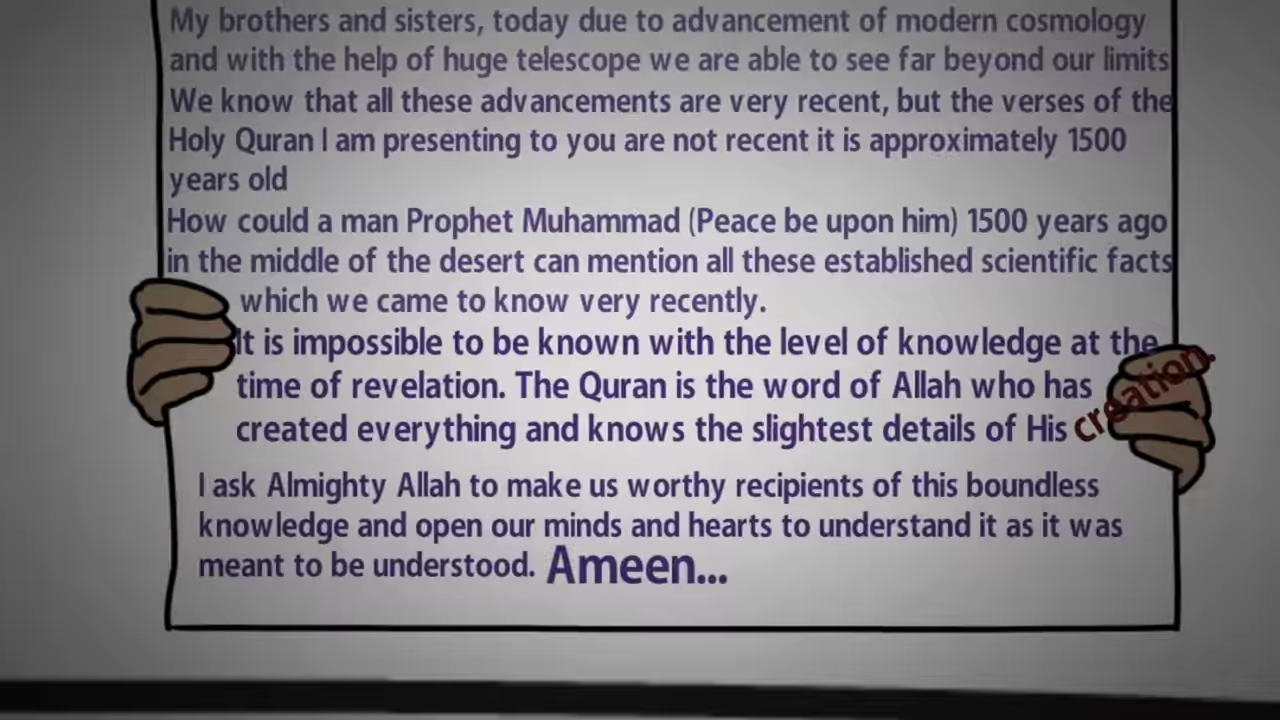 My brothers and sisters, today due to advancement of modern cosmology
and with the help of huge telescope we are able to see far beyond our limits
We know that all these advancements are very recent, but the verses of the
Holy Quran I am presenting to you are not recent it is approximately 1500
years old
How could a man Prophet Muhammad (Peace be upon him) 1500 years ago
in the middle of the desert can mention all these established scientific facts
which we came to know very recently.
It is impossible to be known with the level of knowledge at the
time of revelation. The Quran is the word of Allah who has
created everything and knows the slightest details of His creation.
I ask Almighty Allah to make us worthy recipients of this boundless
knowledge and open our minds and hearts to understand it as it was
meant to be understood. Ameen...